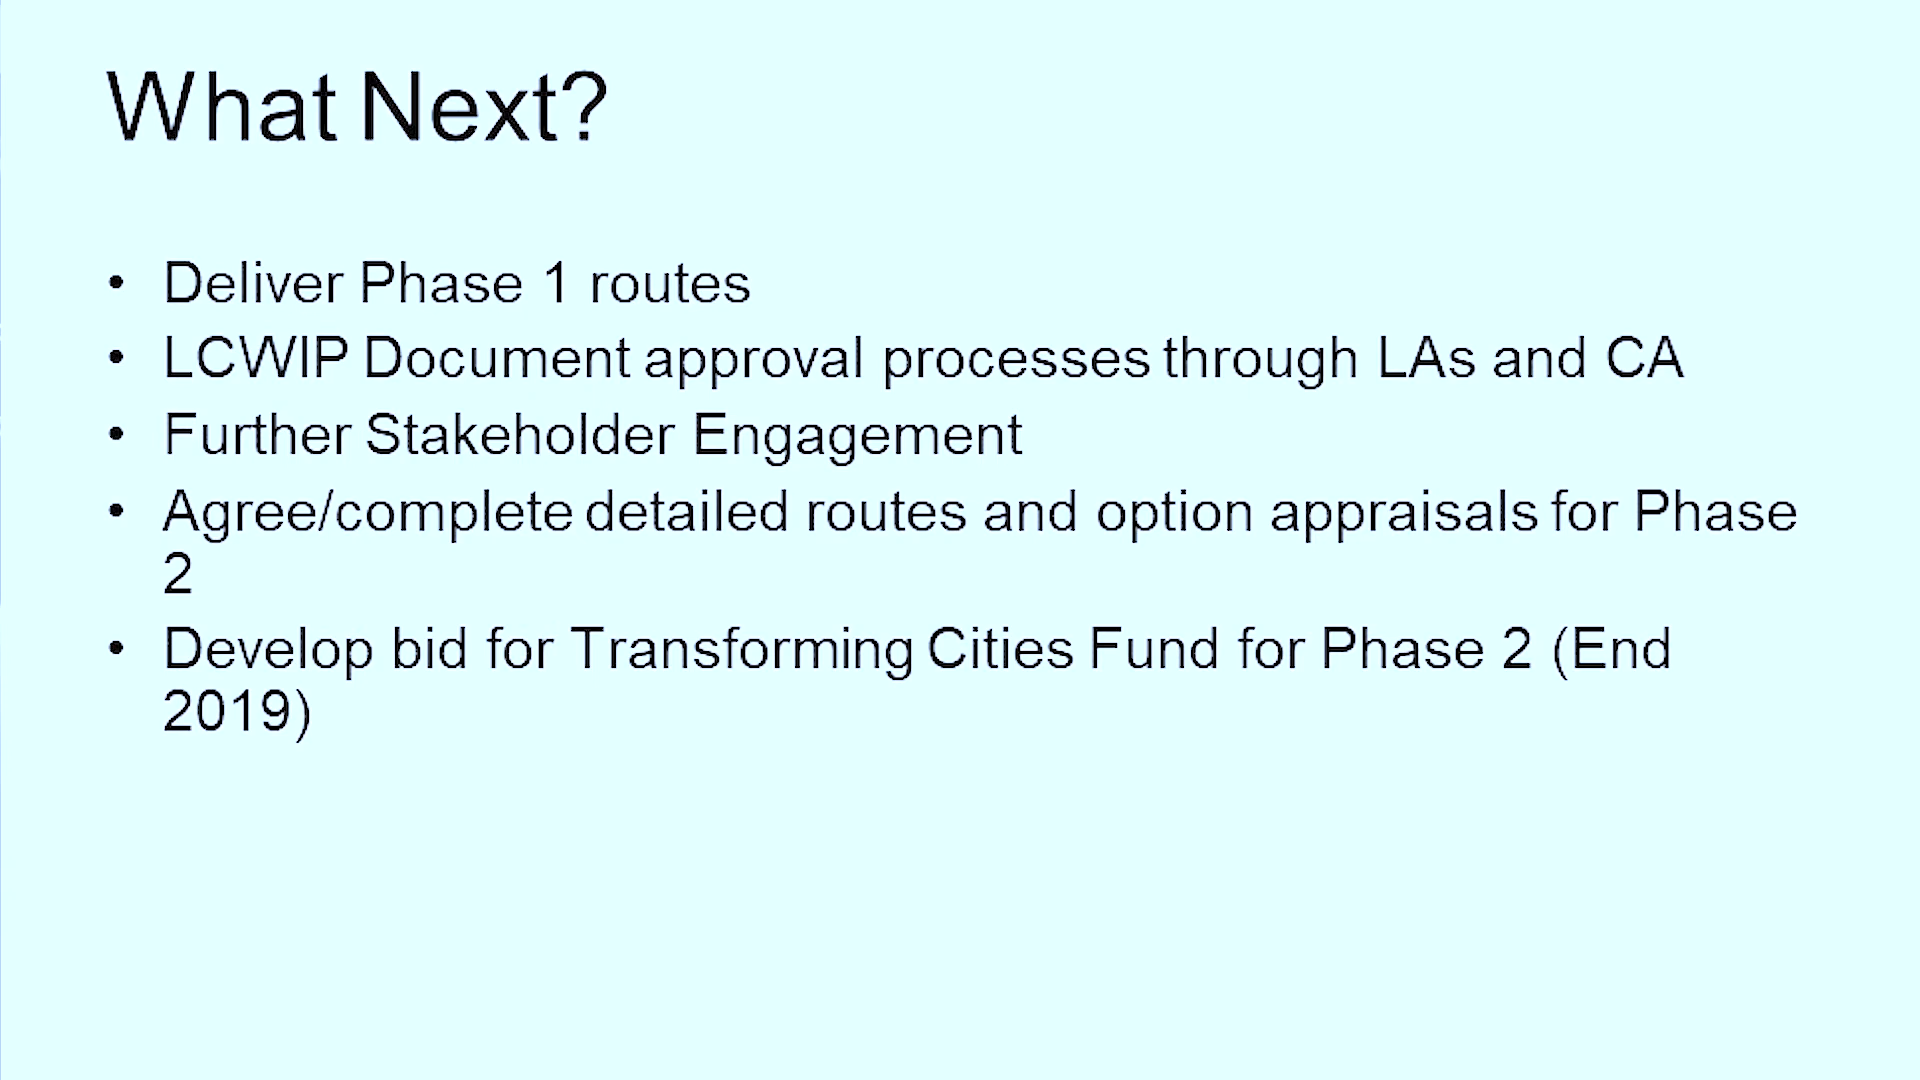 What Next?
• Deliver Phase 1 routes
• LCWIP Document approval processes through LAs and CA
• Further Stakeholder Engagement
• Agree/complete detailed routes and option appraisals for Phase
2
• Develop bid for Transforming Cities Fund for Phase 2 (End
2019)